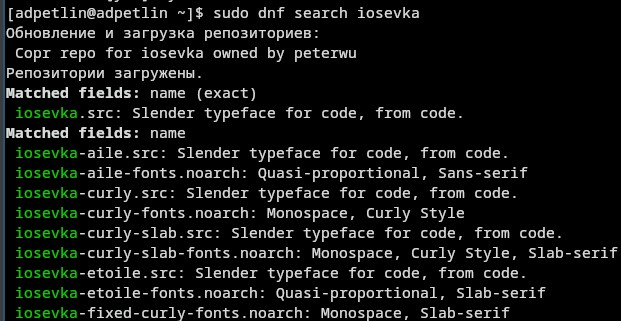 [adpetlin@adpetlin ~]$ sudo dnf search iosevka
Обновление и загрузка репозиториев:
Copr repo for iosevka owned by peterwu
Репозитории загружены.
Matched fields: name (exact)
iosevka.src: Slender typeface for code, from code.
Matched fields: name
iosevka-aile.src: Slender typeface for code, from code.
iosevka-aile-fonts.noarch: Quasi-proportional, Sans-serif
iosevka-curly.src: Slender typeface for code, from code.
iosevka-curly-fonts.noarch: Monospace, Curly Style
iosevka-curly-slab.src: Slender typeface for code, from code.
iosevka-curly-slab-fonts.noarch: Monospace, Curly Style, Slab-serif
iosevka-etoile.src: Slender typeface for code, from code.
iosevka-etoile-fonts.noarch: Quasi-proportional, Slab-serif
iosevka-fixed-curly-fonts.noarch: Monospace, Slab-serif